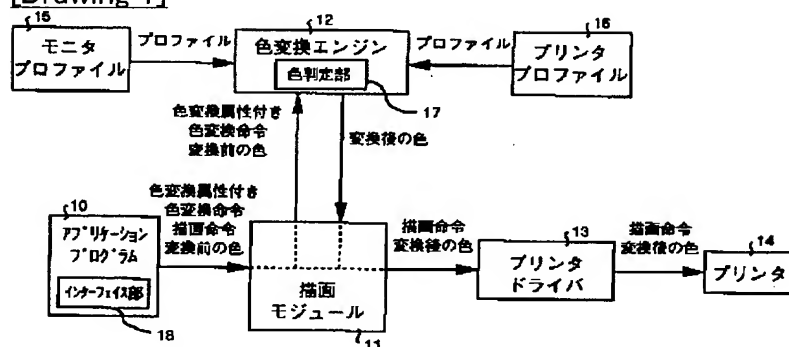 [Drawing 1]
15
モニタ
プロファイル
プロファイル
12
色変換エンジン
色判定部
17
プロファイル
16
プリンタ
プロファイル
色変換属性付き
色変換命令
変換前の色
変換後の色
10
アプリケーション
プログラム
インターフェイス部
18
色変換属性付き
色変換命令
描画命令
変換前の色
描画
モジュール
11
描画命令
変換後の色
13
プリンタ
ドライバ
描画命令
変換後の色
14
プリンタ